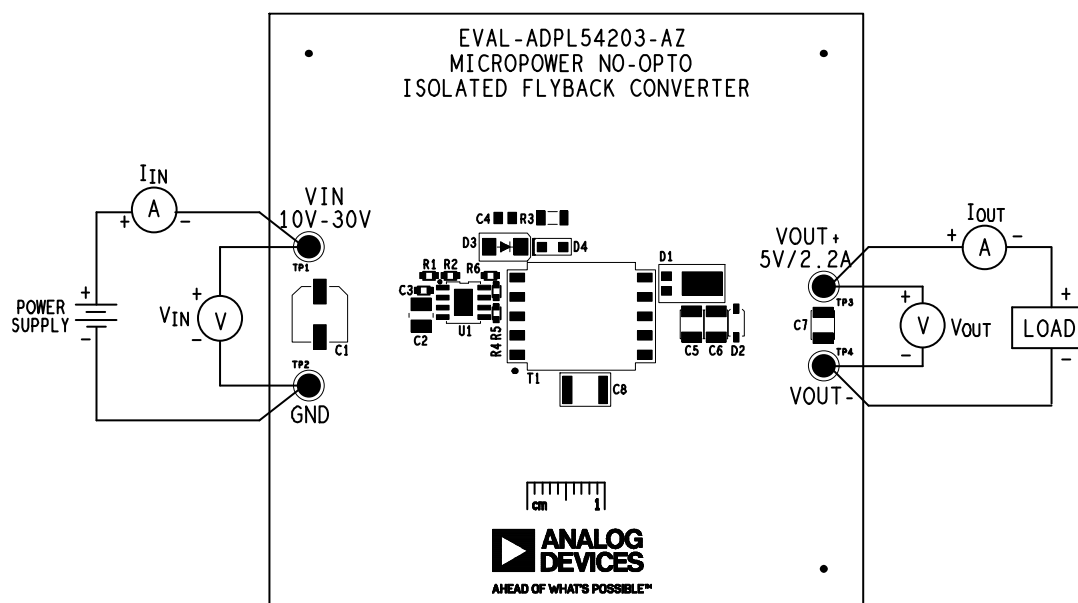 EVAL-ADPL54203-AZ
MICROPOWER NO-OPTO
ISOLATED FLYBACK CONVERTER
IIN
A
+
-
VIN
10V-30V
TP1
POWER
SUPPLY
+
-
VIN
+
V
-
C1
TP2
GND
C4
R3
D3
D4
R1
R2
R6
C3
C2
U1
R4
R5
T1
C8
D1
C5
C6
D2
VOUT+
5V/2.2A
TP3
C7
TP4
VOUT-
IOUT
+
A
-
+
V
-
VOUT
+
LOAD
-
cm
1
ANALOG
DEVICES
AHEAD OF WHAT'S POSSIBLE™